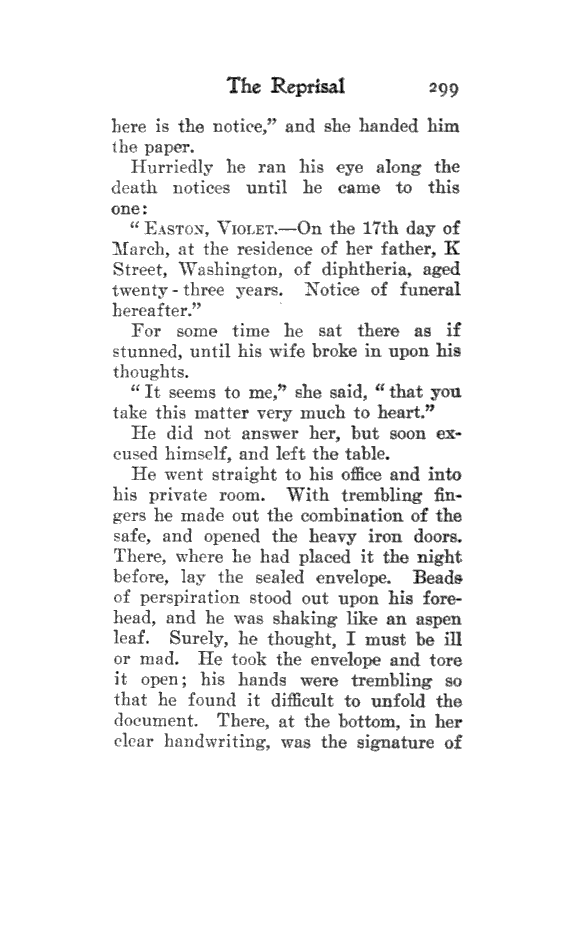 The Reprisal 299
here is the notice,” and she handed him
the paper.
Hurriedly he ran his eye along the
death notices until he came to this
one:
“ EASTON, VIOLET.—On the 17th day of
March, at the residence of her father, K
Street, Washington, of diphtheria, aged
twenty-three years. Notice of funeral
hereafter.”
For some time he sat there as if
stunned, until his wife broke in upon his
thoughts.
“ It seems to me,” she said, “ that you
take this matter very much to heart.”
He did not answer her, but soon ex-
cused himself, and left the table.
He went straight to his office and into
his private room. With trembling fin-
gers he made out the combination of the
safe, and opened the heavy iron doors.
There, where he had placed it the night
before, lay the sealed envelope. Beads
of perspiration stood out upon his fore-
head, and he was shaking like an aspen
leaf. Surely, he thought, I must be ill
or mad. He took the envelope and tore
it open; his hands were trembling so
that he found it difficult to unfold the
document. There, at the bottom, in her
clear handwriting, was the signature of